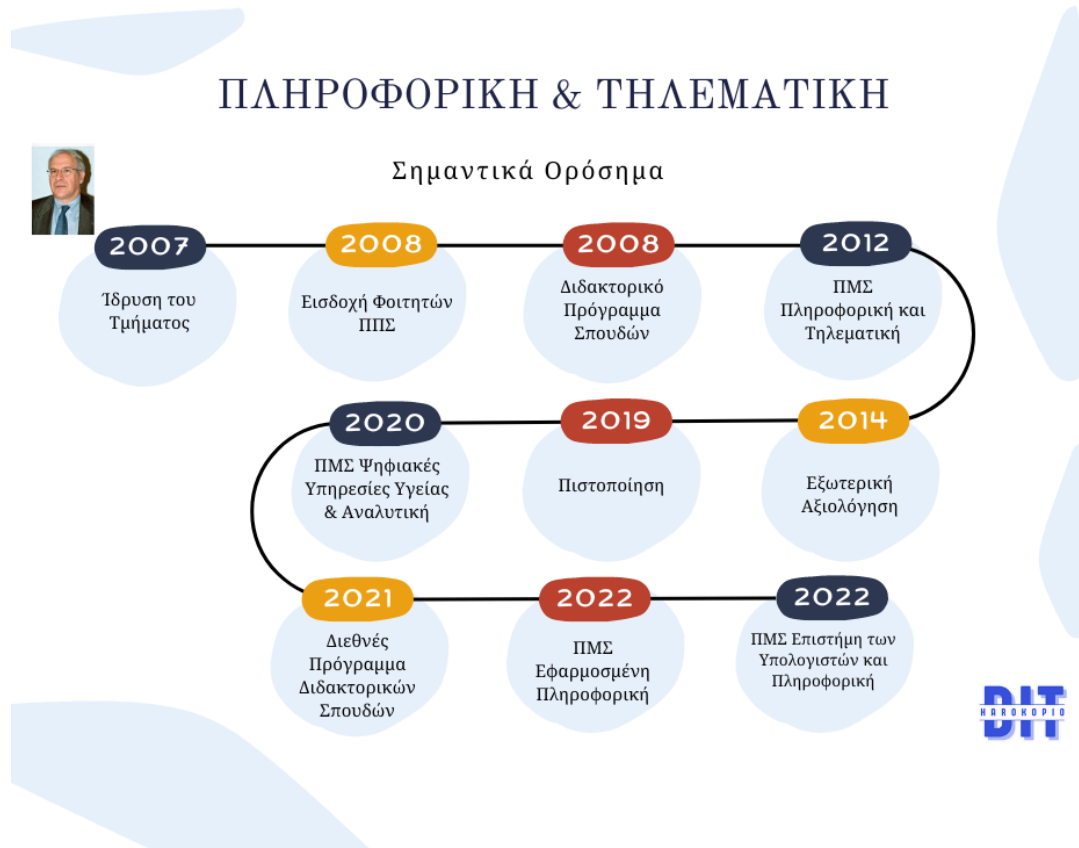 ΠΛΗΡΟΦΟΡΙΚΗ & ΤΗΛΕΜΑΤΙΚΗ
Σημαντικά Ορόσημα
2007
Ίδρυση του
Τμήματος
2008
Εισδοχή Φοιτητών
ΠΠΣ
2008
Διδακτορικό
Πρόγραμμα
Σπουδών
2012
ΠΜΣ
Πληροφορική και
Τηλεματική
2014
Εξωτερική
Αξιολόγηση
2019
Πιστοποίηση
2020
ΠΜΣ Ψηφιακές
Υπηρεσίες Υγείας
& Αναλυτική
2021
Διεθνές
Πρόγραμμα
Διδακτορικών
Σπουδών
2022
ΠΜΣ
Εφαρμοσμένη
Πληροφορική
2022
ΠΜΣ Επιστήμη των
Υπολογιστών και
Πληροφορική
DIT
HAROKOPIO